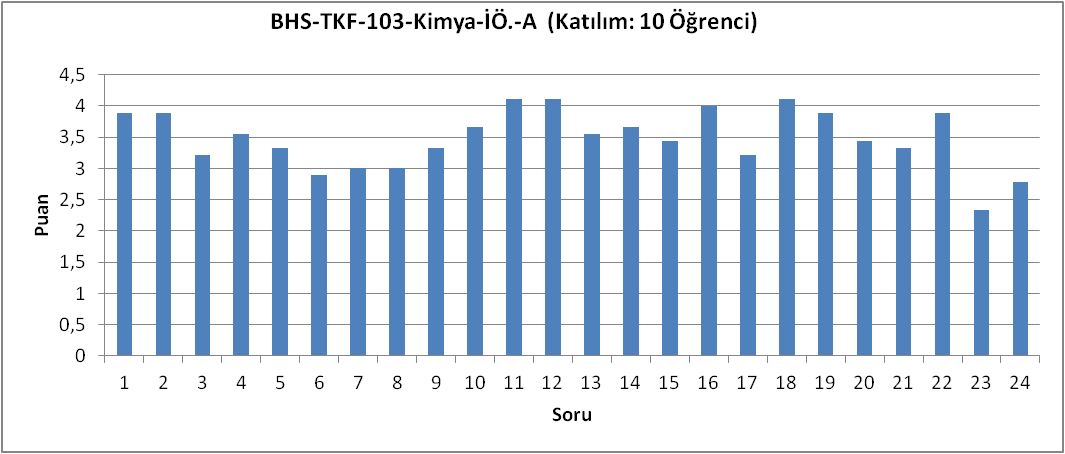 BHS-TKF-103-Kimya-İÖ.-A  (Katılım: 10 Öğrenci)
4,5
4
3,5
3
2,5
2
1,5
1
0,5
0
Puan
1 2 3 4 5 6 7 8 9 10 11 12 13 14 15 16 17 18 19 20 21 22 23 24
Soru